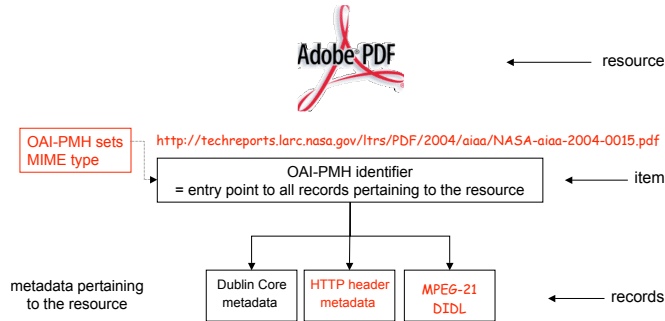 Adobe PDF
resource
OAI-PMH sets
MIME type
http://techreports.larc.nasa.gov/ltrs/PDF/2004/aiaa/NASA-aiaa-2004-0015.pdf
OAI-PMH identifier
= entry point to all records pertaining to the resource
item
metadata pertaining
to the resource
Dublin Core
metadata
HTTP header
metadata
MPEG-21
DIDL
records